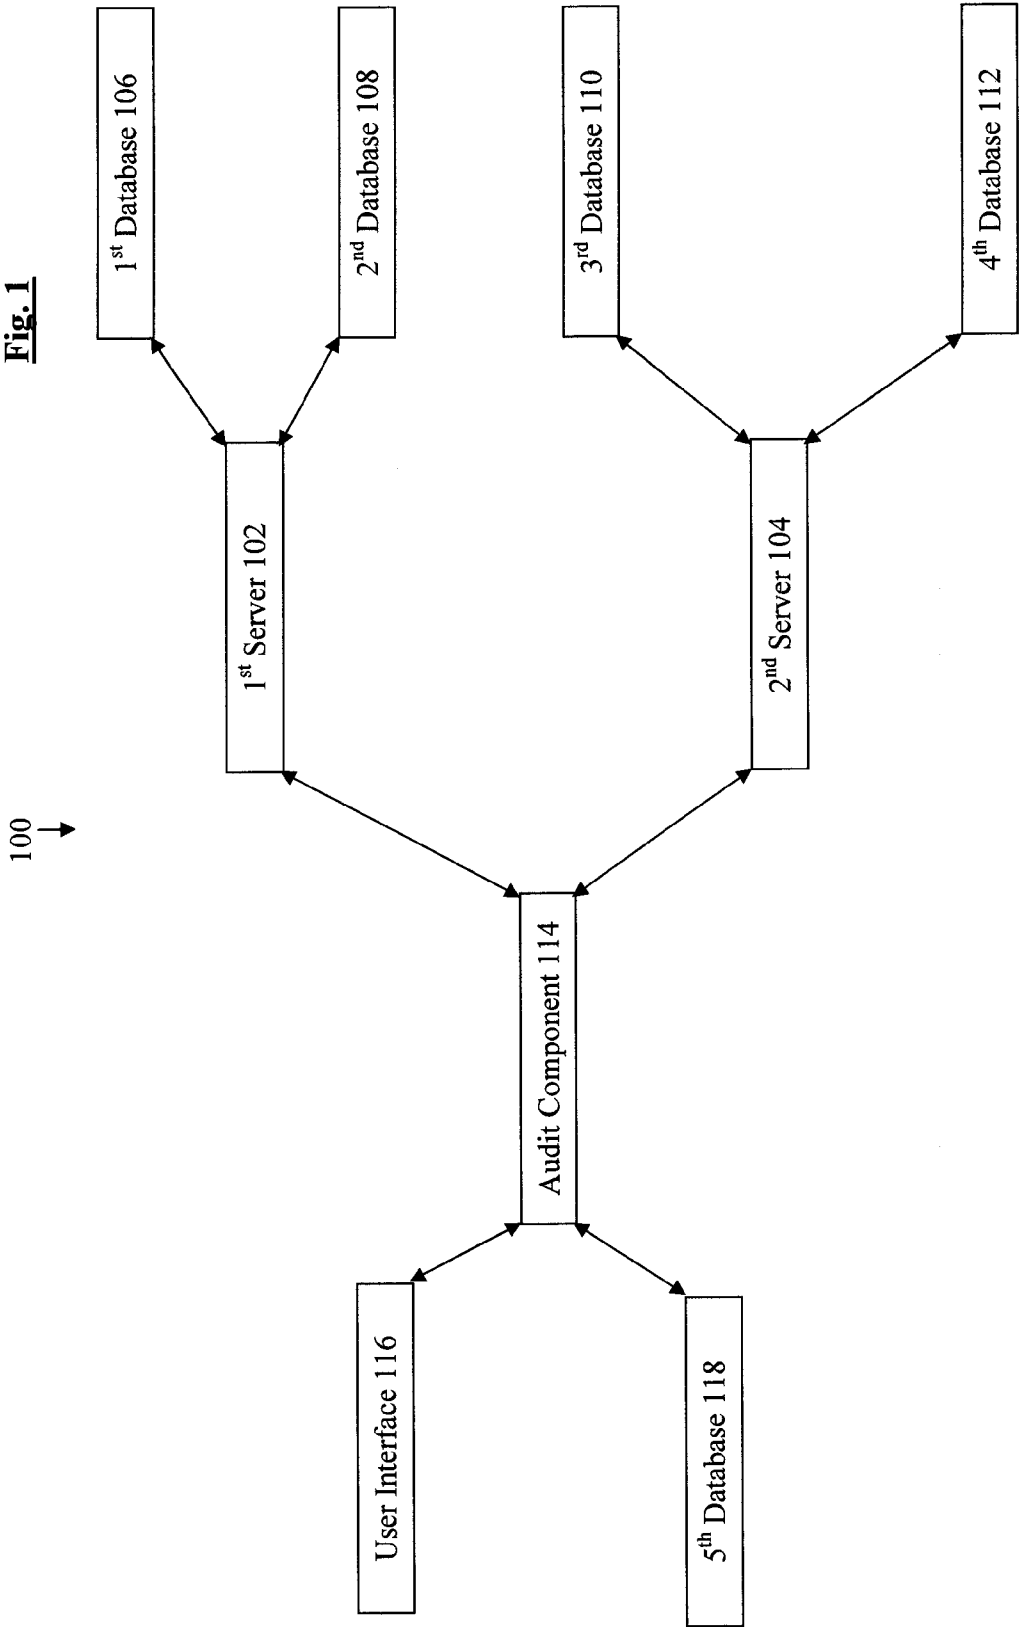 Fig. 1
100
1st Database 106
2nd Database 108
3rd Database 110
4th Database 112
1st Server 102
2nd Server 104
Audit Component 114
User Interface 116
5th Database 118